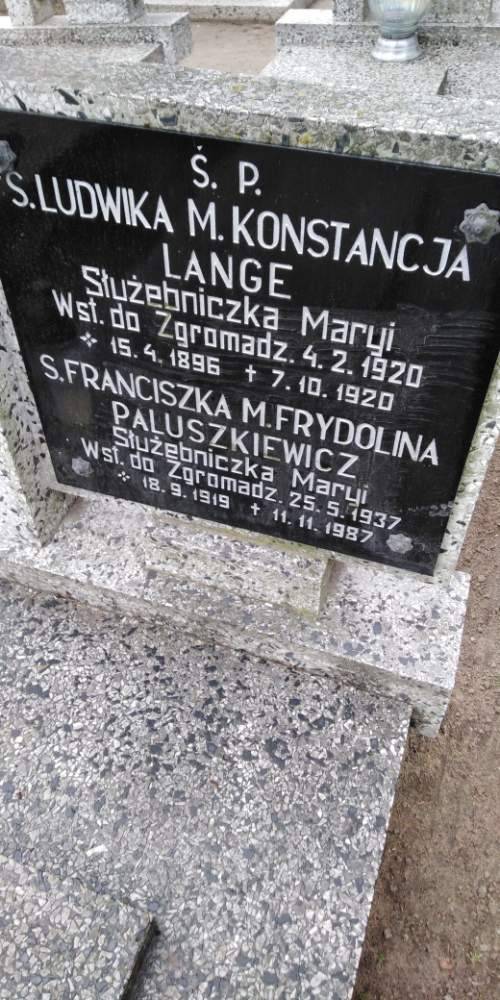 Ś. P.
S. LUDWIKA M. KONSTANCJA
LANGE
Służebniczka Maryi
Wst. do Zgromadz. 4. 2. 1920
15. 4. 1896 † 7. 10. 1920
S. FRANCISZKA M. FRYDOLINA
PALUSZKIEWICZ
Służebniczka Maryi
Wst. do Zgromadz. 25. 5. 1937
18. 9. 1919 † 11. 11. 1987